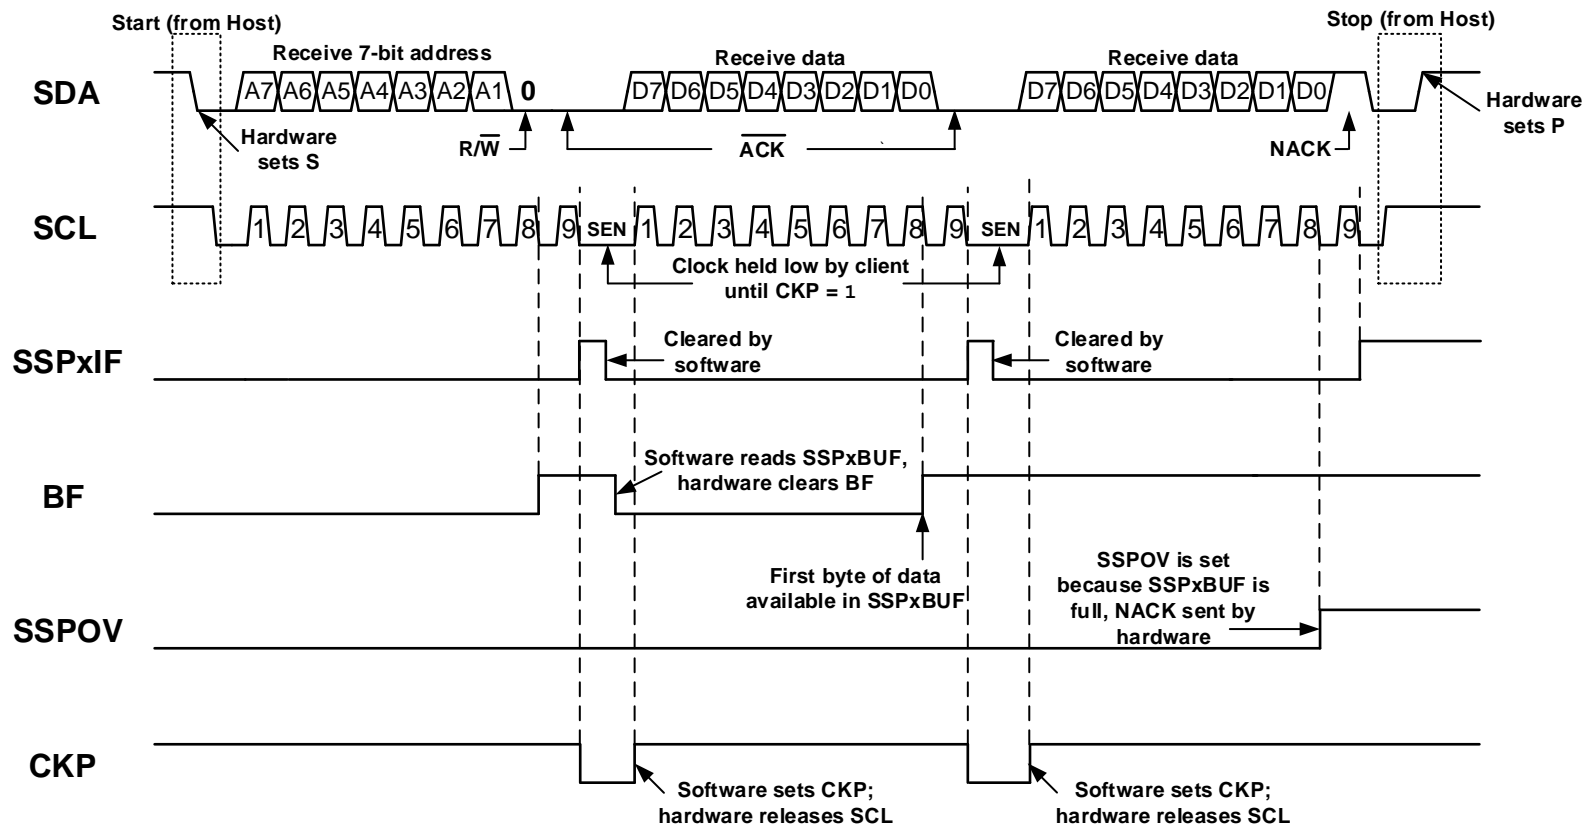 Start (from Host)
Stop (from Host)
Receive 7-bit address
Receive data
Receive data
SDA
A7 A6 A5 A4 A3 A2 A1 0
D7 D6 D5 D4 D3 D2 D1 D0
D7 D6 D5 D4 D3 D2 D1 D0
Hardware
sets S
R/W̅
A̅C̅K̅
NACK
Hardware
sets P
SCL
1 2 3 4 5 6 7 8 9 SEN 1 2 3 4 5 6 7 8 9 SEN 1 2 3 4 5 6 7 8 9
Clock held low by client
until CKP = 1
SSPxIF
Cleared by
software
Cleared by
software
BF
Software reads SSPxBUF,
hardware clears BF
First byte of data
available in SSPxBUF
SSPOV
SSPOV is set
because SSPxBUF is
full, NACK sent by
hardware
CKP
Software sets CKP;
hardware releases SCL
Software sets CKP;
hardware releases SCL